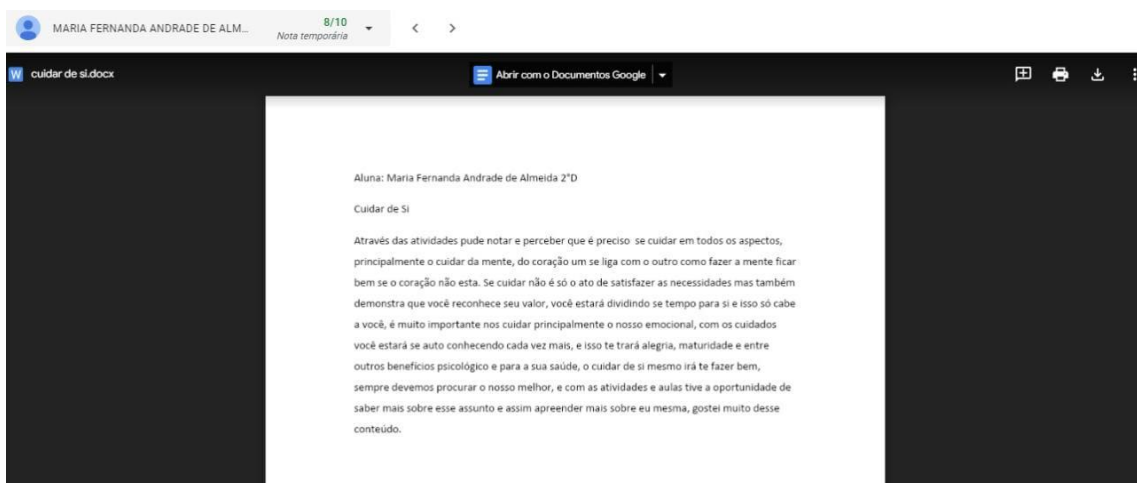 MARIA FERNANDA ANDRADE DE ALM...
8/10
Nota temporária
W cuidar de si.docx
Abrir com o Documentos Google
Aluna: Maria Fernanda Andrade de Almeida 2°D
Cuidar de Si
Através das atividades pude notar e perceber que é preciso se cuidar em todos os aspectos,
principalmente o cuidar da mente, do coração um se liga com o outro como fazer a mente ficar
bem se o coração não esta. Se cuidar não é só o ato de satisfazer as necessidades mas também
demonstra que você reconhece seu valor, você estará dividindo se tempo para si e isso só cabe
a você, é muito importante nos cuidar principalmente o nosso emocional, com os cuidados
você estará se auto conhecendo cada vez mais, e isso te trará alegria, maturidade e entre
outros benefícios psicológico e para a sua saúde, o cuidar de si mesmo irá te fazer bem,
sempre devemos procurar o nosso melhor, e com as atividades e aulas tive a oportunidade de
saber mais sobre esse assunto e assim apreender mais sobre eu mesma, gostei muito desse
conteúdo.